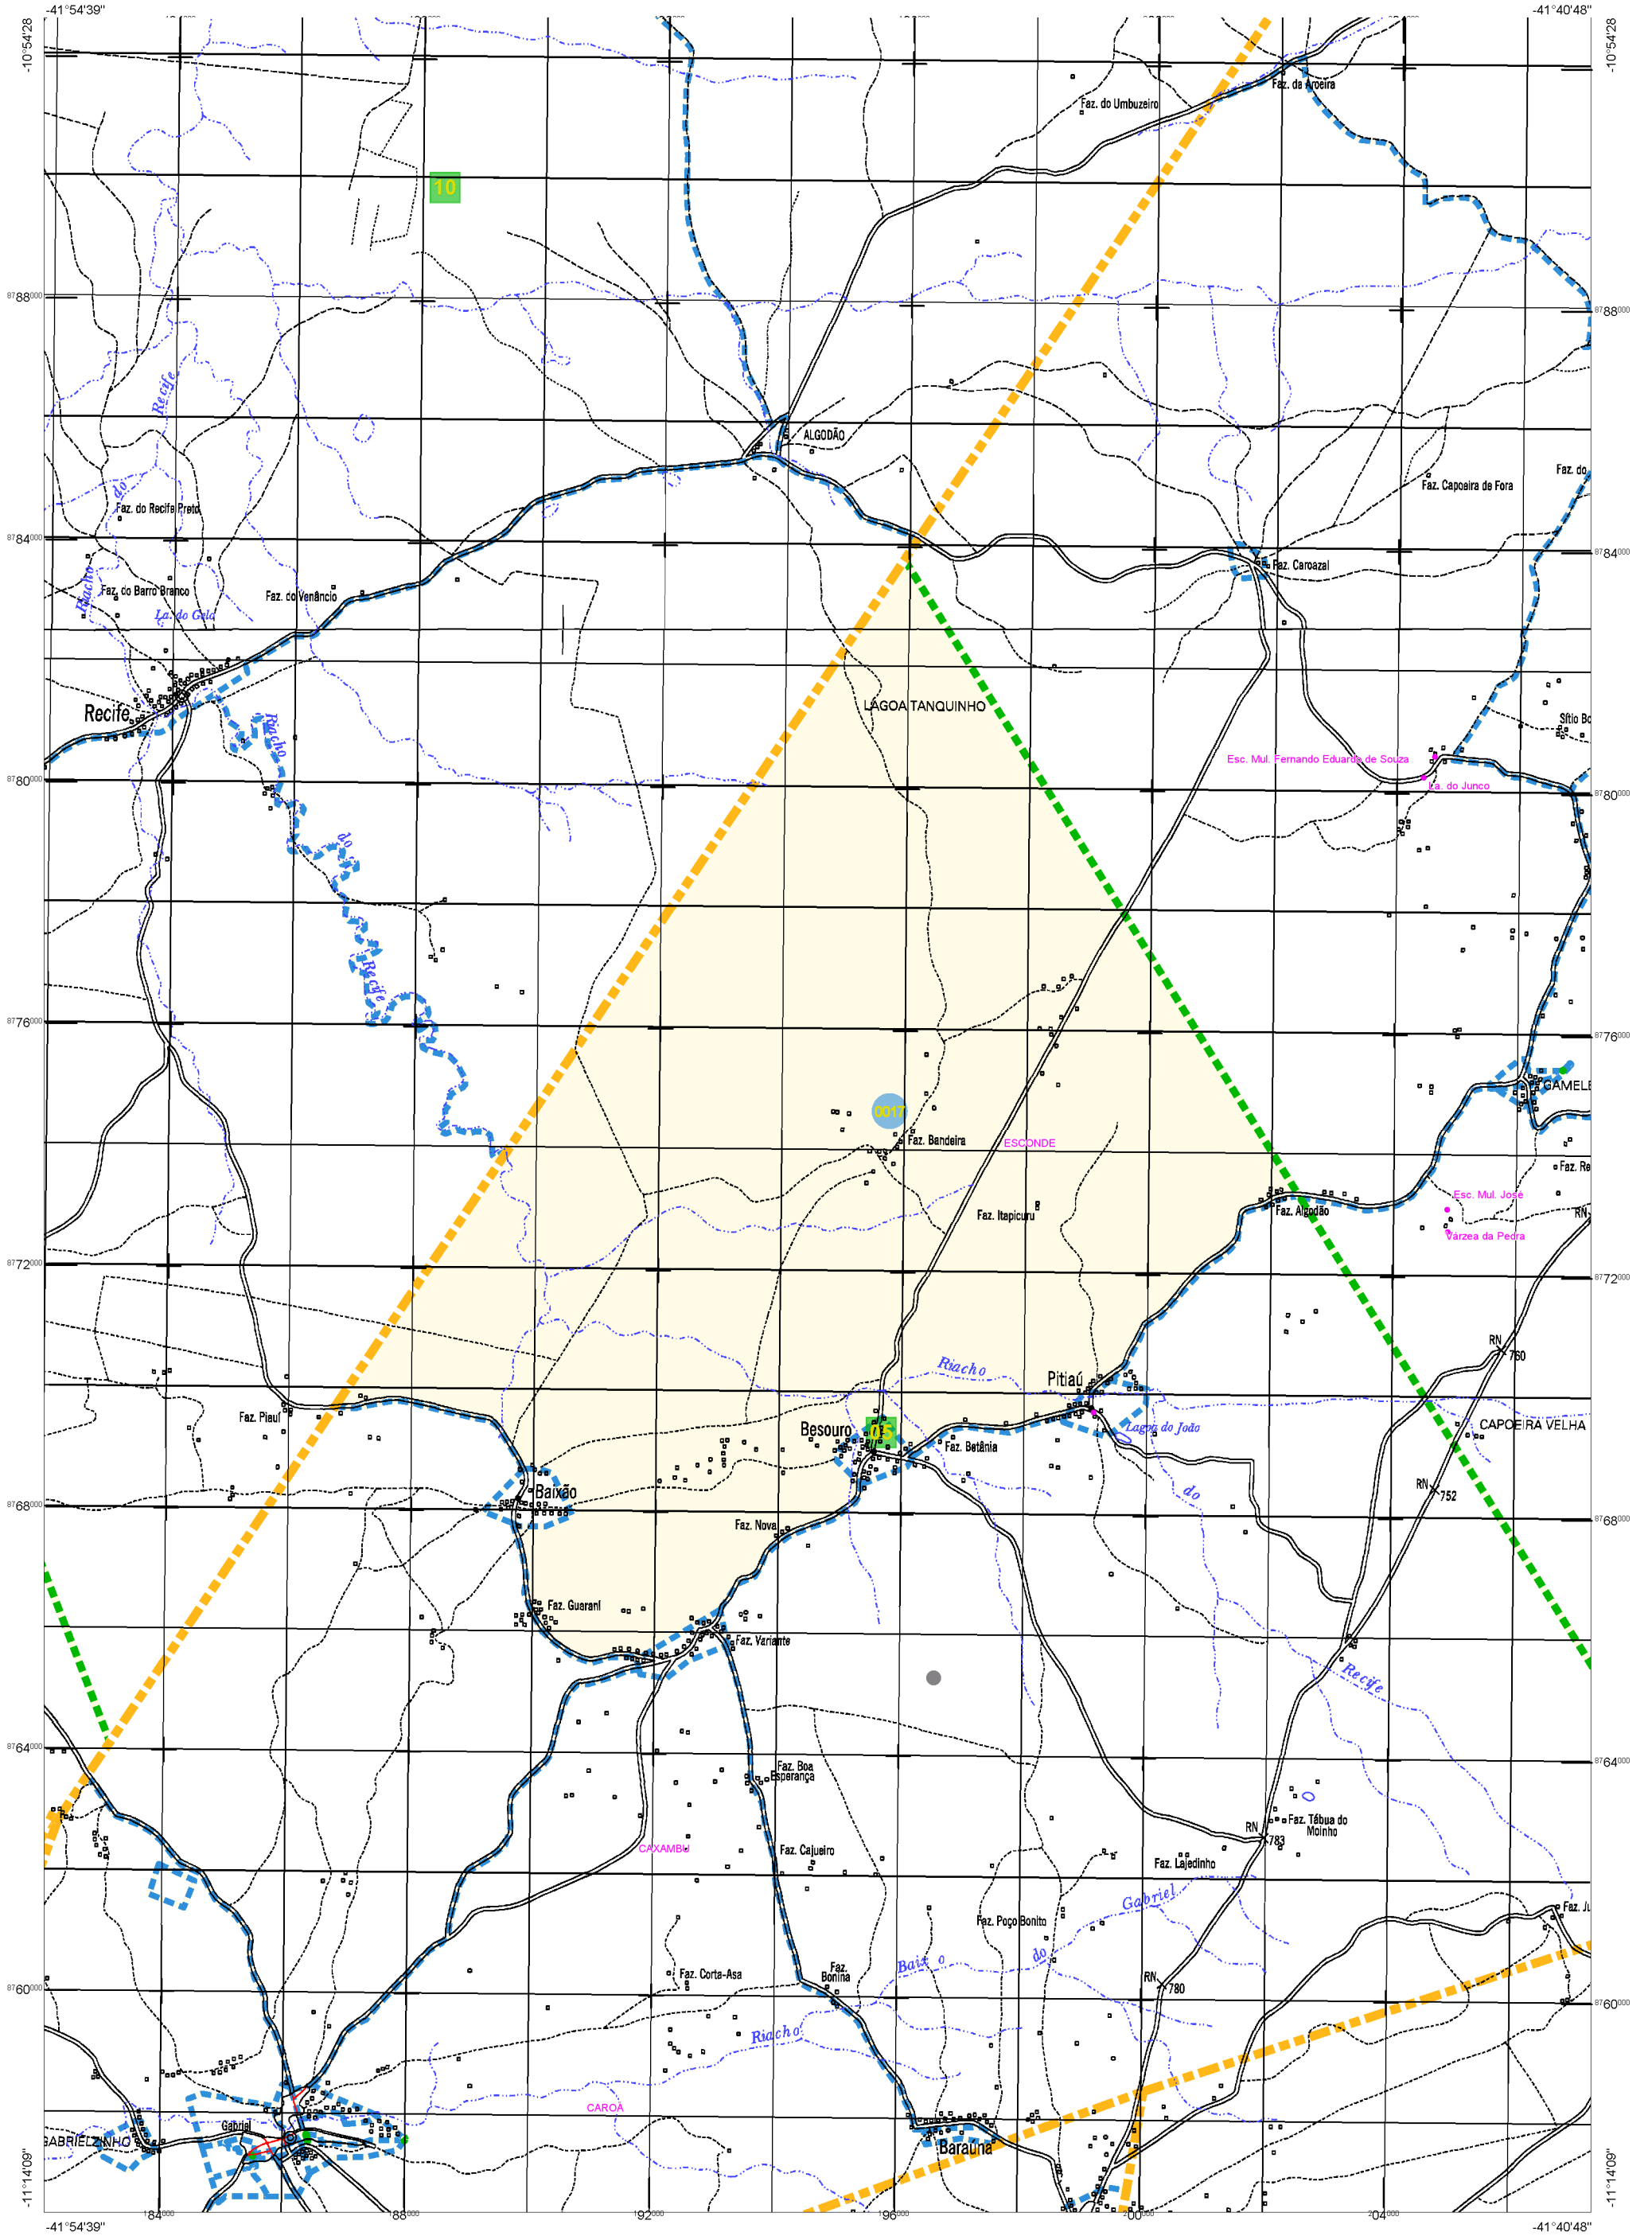 -41°54'39"
-41°40'48"
-10°54'28
-10°54'28
Faz. da Aroeira
Faz. do Umbuzeiro
10
8788000
8788000
Recife
ALGODÃO
Faz. do
do
Faz. Capoeira de Fora
Faz. do Recife Preto
8784000
8784000
Faz. Caroazal
Riacho
Faz. do Barro Branco
Faz. do Venâncio
La. do Gelo
LAGOA TANQUINHO
Recife
Riacho
Sítio Bo
Esc. Mul. Fernando Eduardo de Souza
8780000
La. do Junco
8780000
do
Recife
8776000
8776000
GAMELE
0017
Faz. Bandeira
ESCONDE
Faz. Re
Esc. Mul. José
Faz. Itapicuru
Faz. Algodão
RN
Várzea da Pedra
8772000
8772000
RN
760
Riacho
Pitiaú
Faz. Piauí
Besouro
05
Lagoa do João
CAPOEIRA VELHA
Faz. Betânia
Baixão
RN
752
do
8768000
Faz. Nova
8768000
Faz. Guarani
Faz. Variante
Recife
8764000
8764000
Faz. Boa
Esperança
Faz. Tábua do
Moinho
RN
783
CAXAMBU
Faz. Cajueiro
Faz. Lajedinho
Gabriel
Faz. Poço Bonito
Faz. Ju
do
Baix o
Faz. Corta-Asa
Faz.
Bonina
RN
780
8760000
8760000
Riacho
CAROÁ
Gabriel
GABRIELZINHO
Baraúna
-11°14'09"
-11°14'09"
184000
188000
192000
196000
200000
204000
-41°54'39"
-41°40'48"